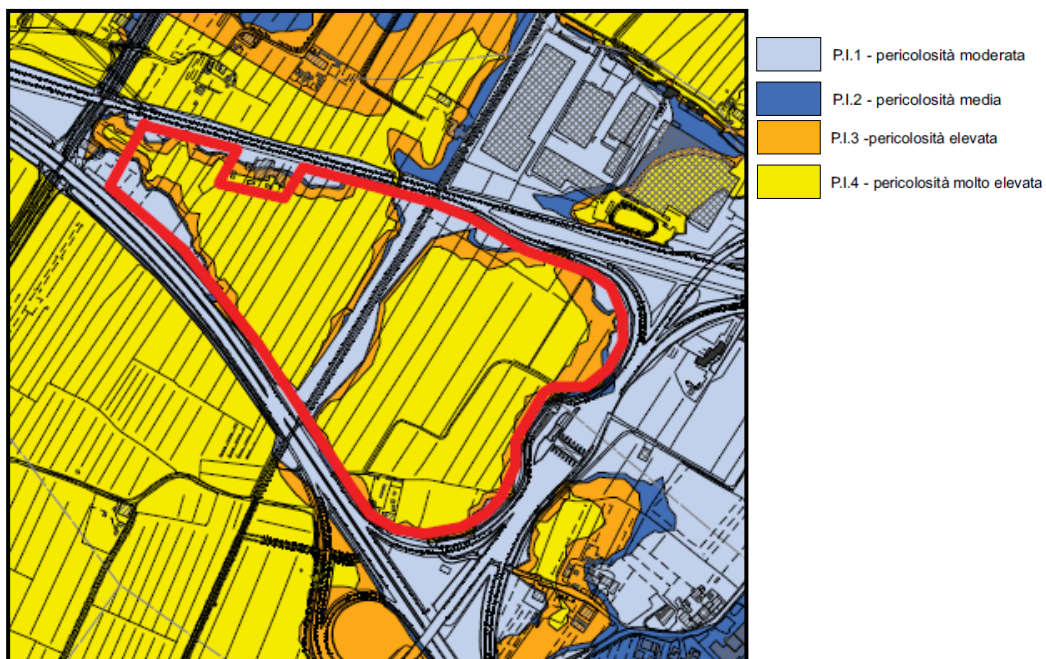 P.I.1 - pericolosità moderata
P.I.2 - pericolosità media
P.I.3 -pericolosità elevata
P.I.4 - pericolosità molto elevata